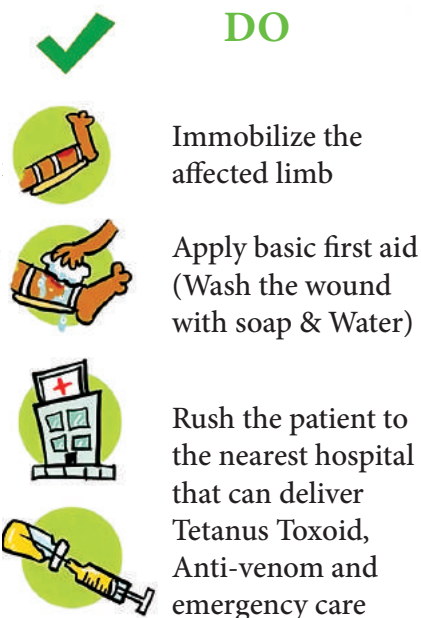 DO
Immobilize the
affected limb
Apply basic first aid
(Wash the wound
with soap & Water)
Rush the patient to
the nearest hospital
that can deliver
Tetanus Toxoid,
Anti-venom and
emergency care